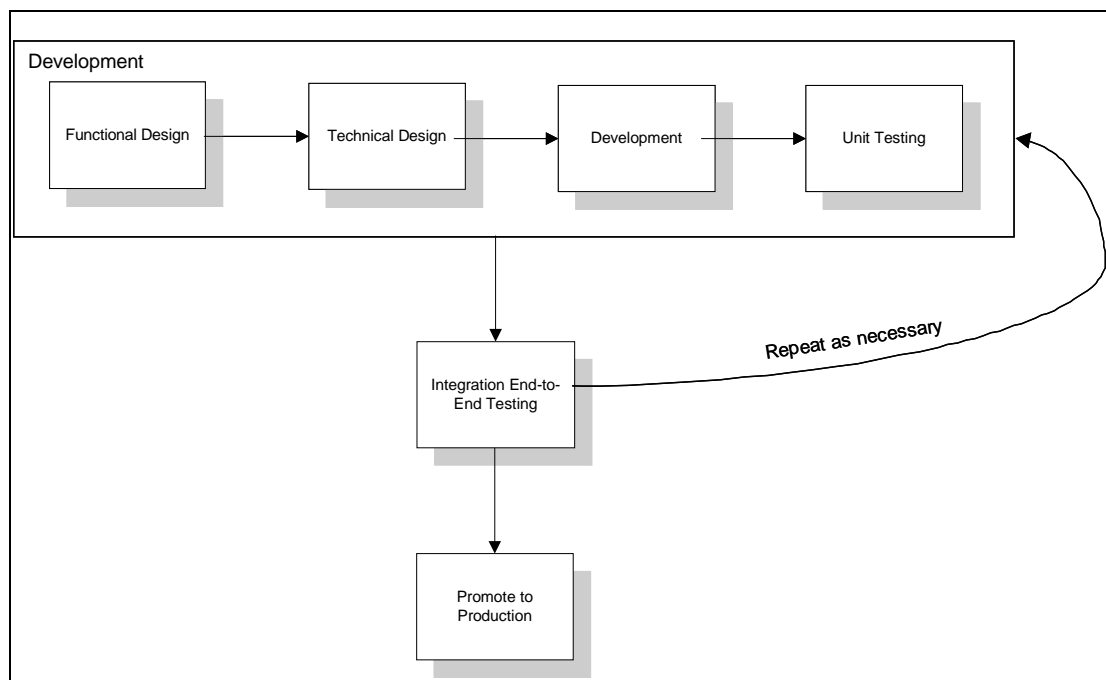 Development
Functional Design
Technical Design
Development
Unit Testing
Repeat as necessary
Integration End-to-
End Testing
Promote to
Production